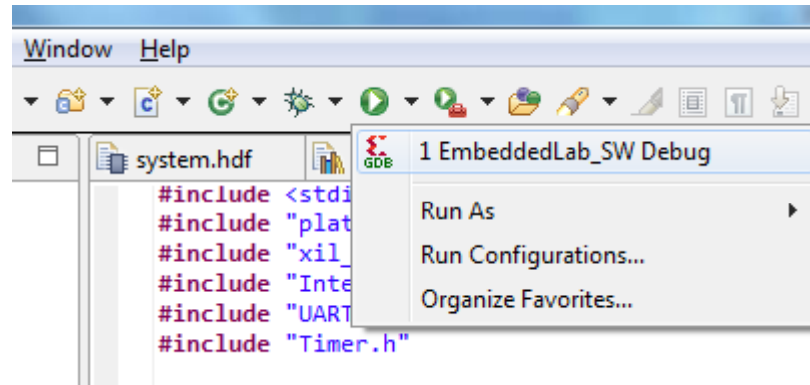 Window Help
system.hdf
GDB 1 EmbeddedLab_SW Debug
Run As
Run Configurations...
Organize Favorites...
#include <stdi
#include "plat
#include "xil_
#include "Inte
#include "UART
#include "Timer.h"